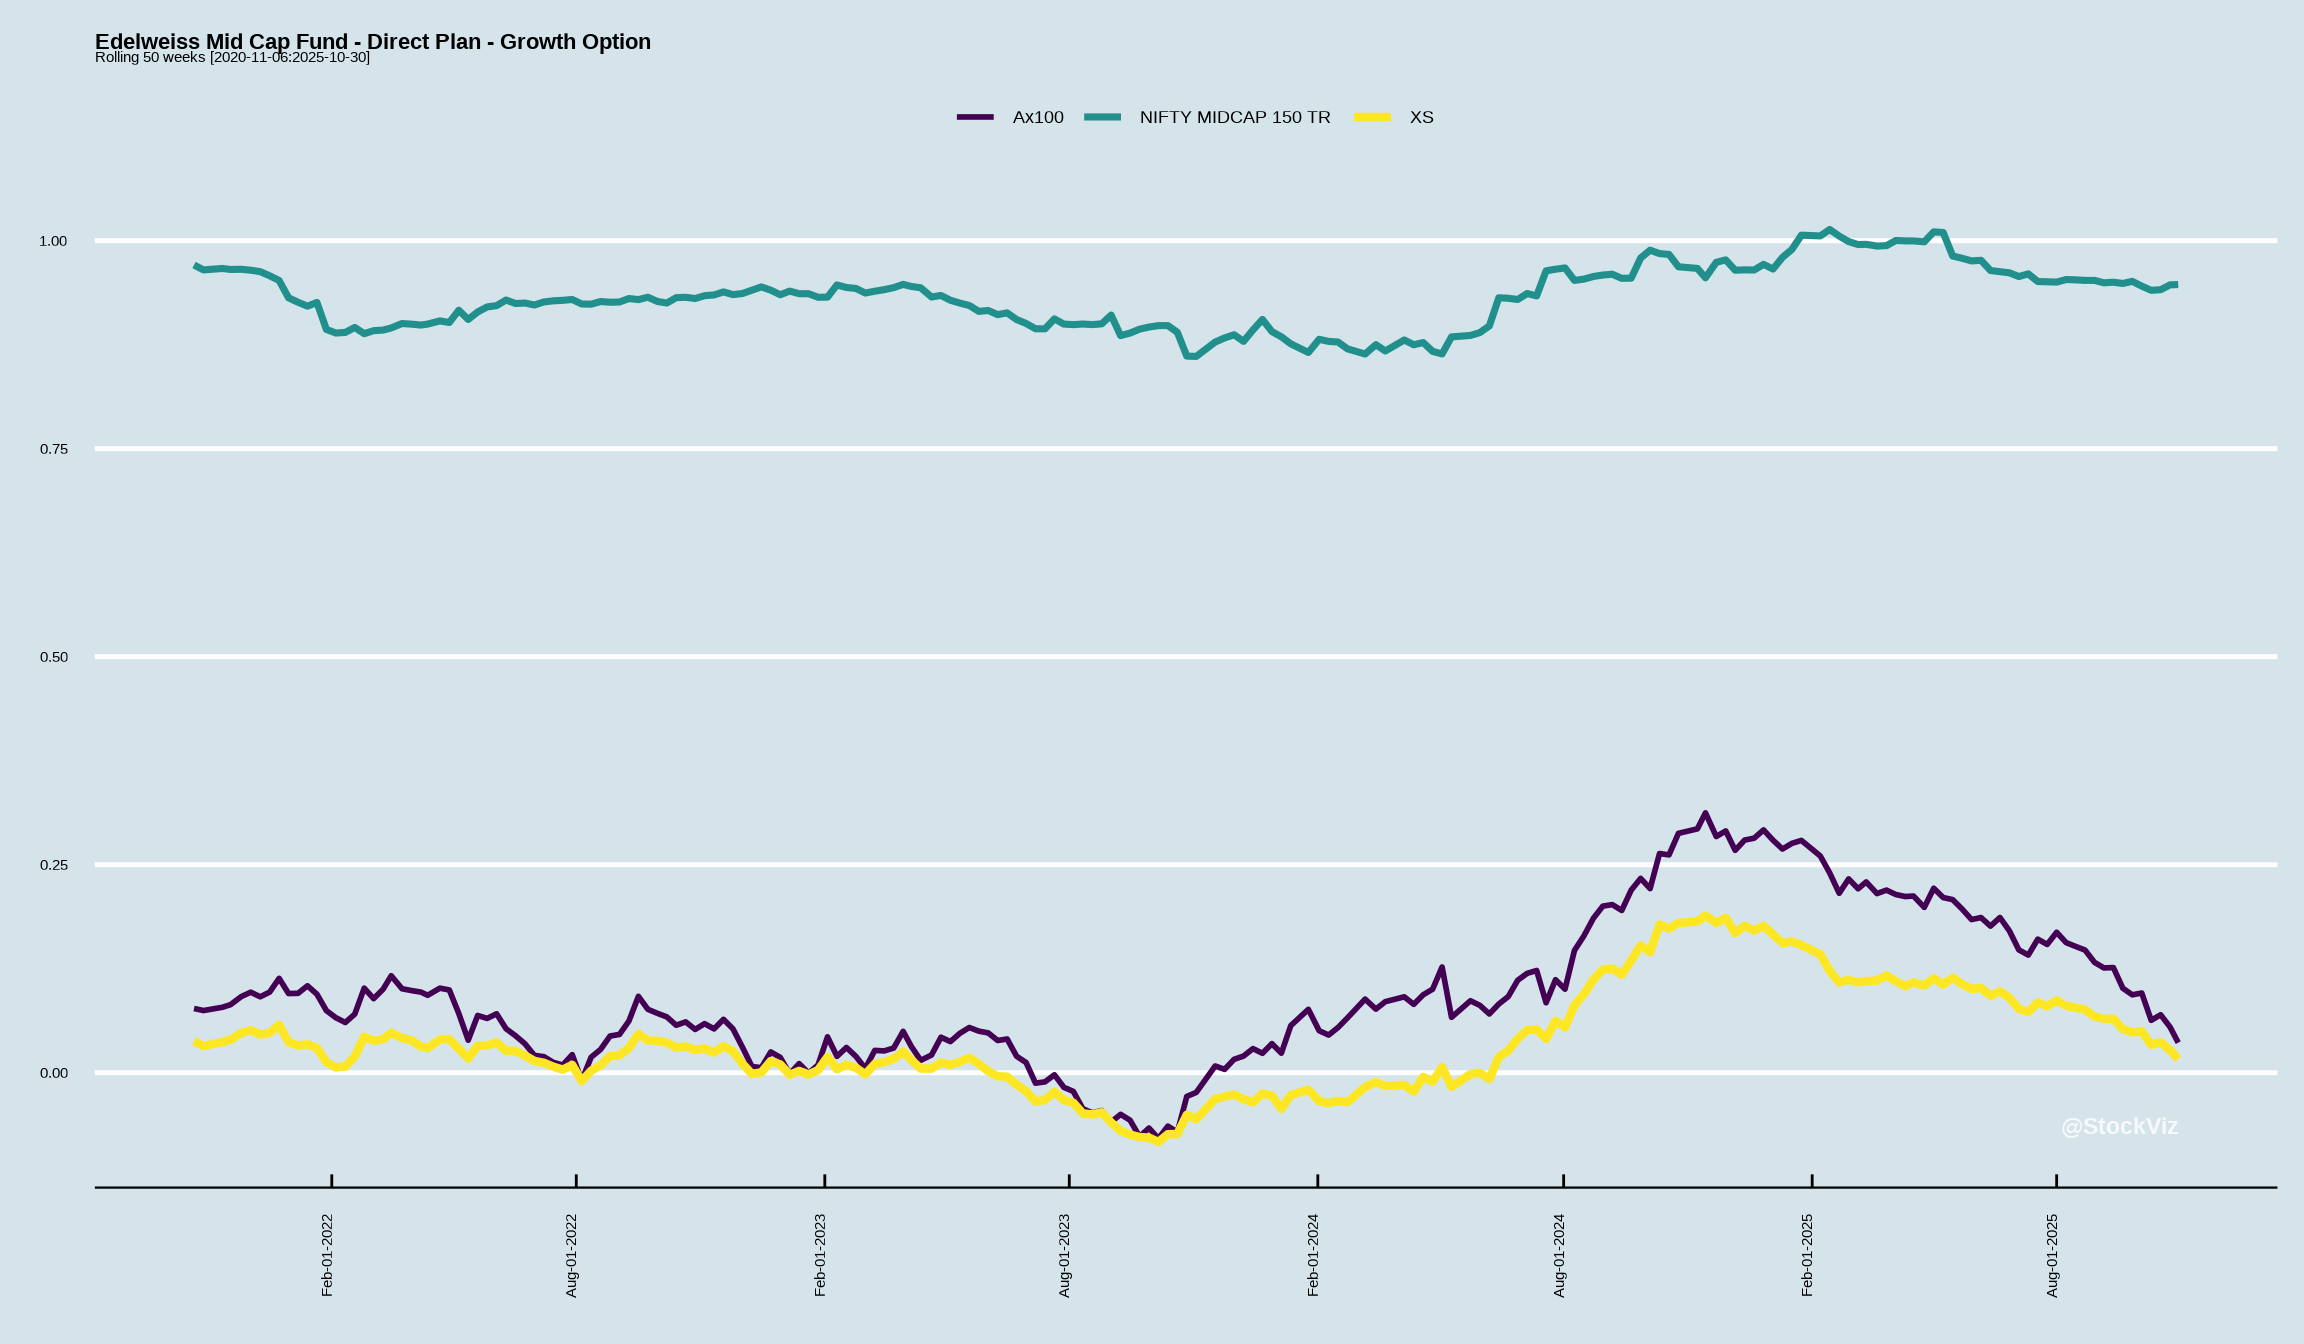 Edelweiss Mid Cap Fund - Direct Plan - Growth Option
Rolling 50 weeks [2020-11-06:2025-10-30]
Ax100 NIFTY MIDCAP 150 TR XS
1.00
0.75
0.50
0.25
0.00
@StockViz
Feb-01-2022 Aug-01-2022 Feb-01-2023 Aug-01-2023 Feb-01-2024 Aug-01-2024 Feb-01-2025 Aug-01-2025